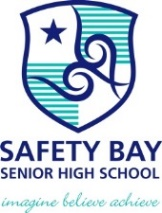 SAFETY BAY
SENIOR HIGH SCHOOL
imagine believe achieve